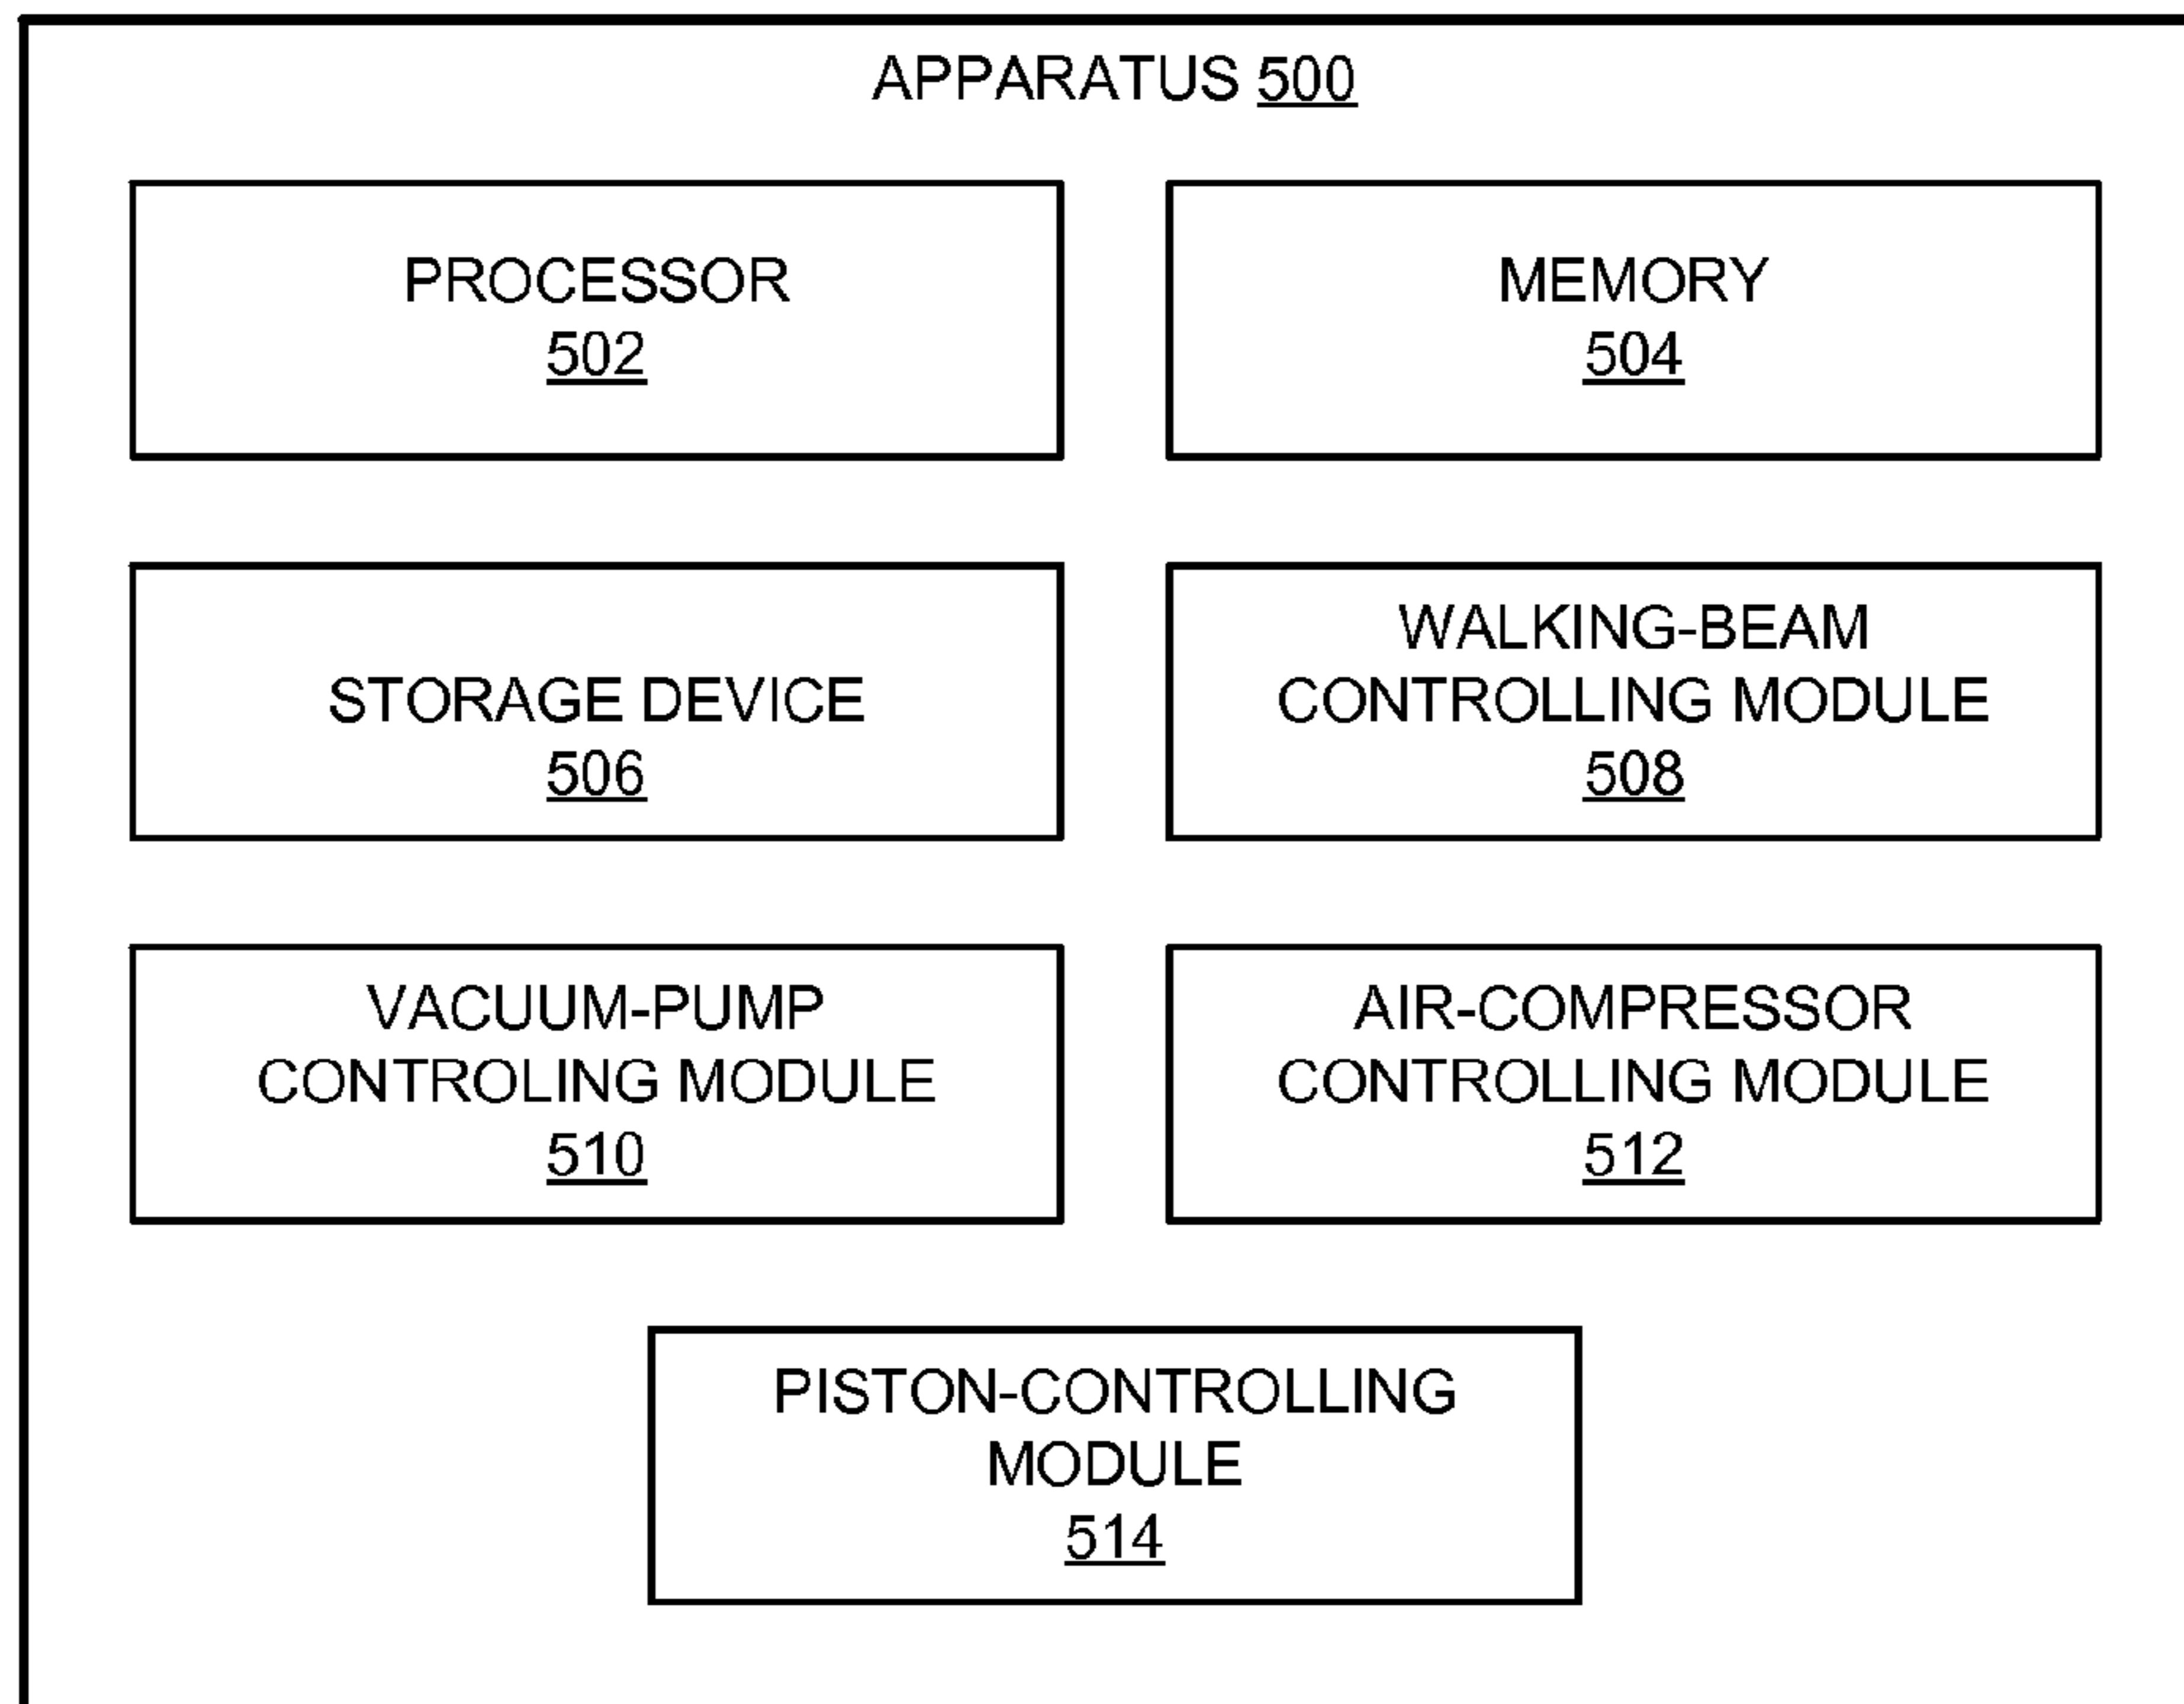 APPARATUS 500
PROCESSOR
502
MEMORY
504
STORAGE DEVICE
506
WALKING-BEAM
CONTROLLING MODULE
508
VACUUM-PUMP
CONTROLING MODULE
510
AIR-COMPRESSOR
CONTROLLING MODULE
512
PISTON-CONTROLLING
MODULE
514